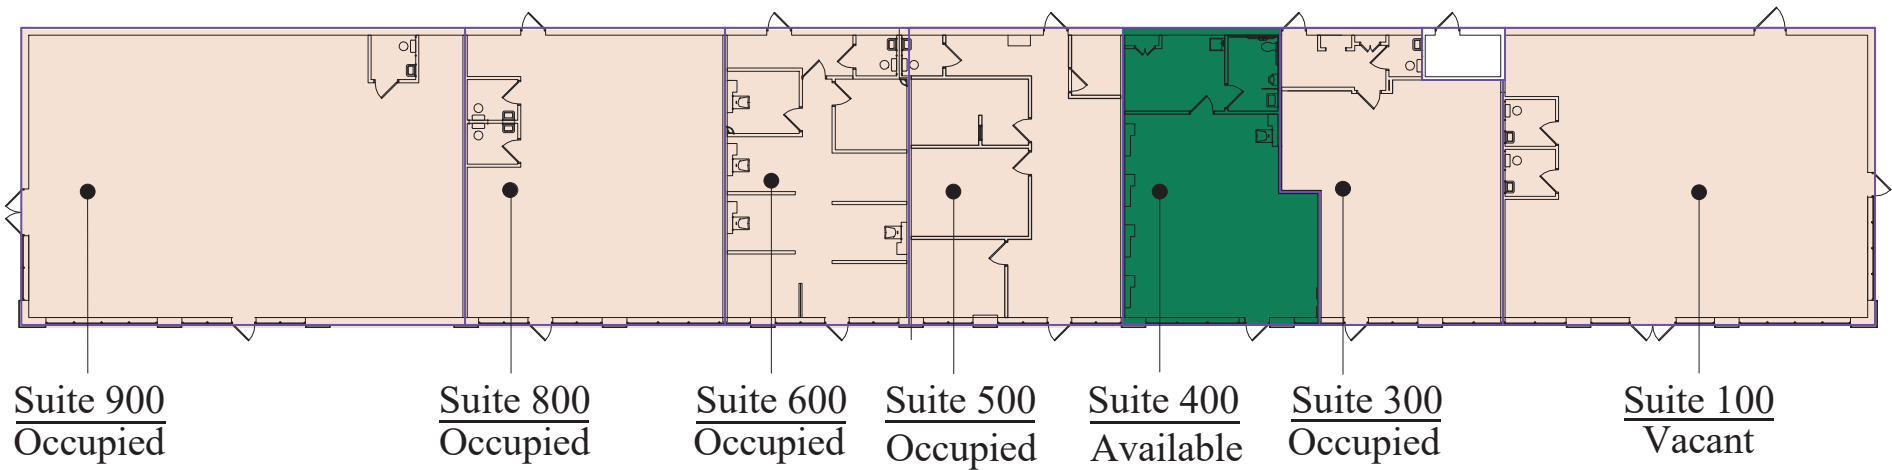 Suite 900
Occupied
Suite 800
Occupied
Suite 600
Occupied
Suite 500
Occupied
Suite 400
Available
Suite 300
Occupied
Suite 100
Vacant